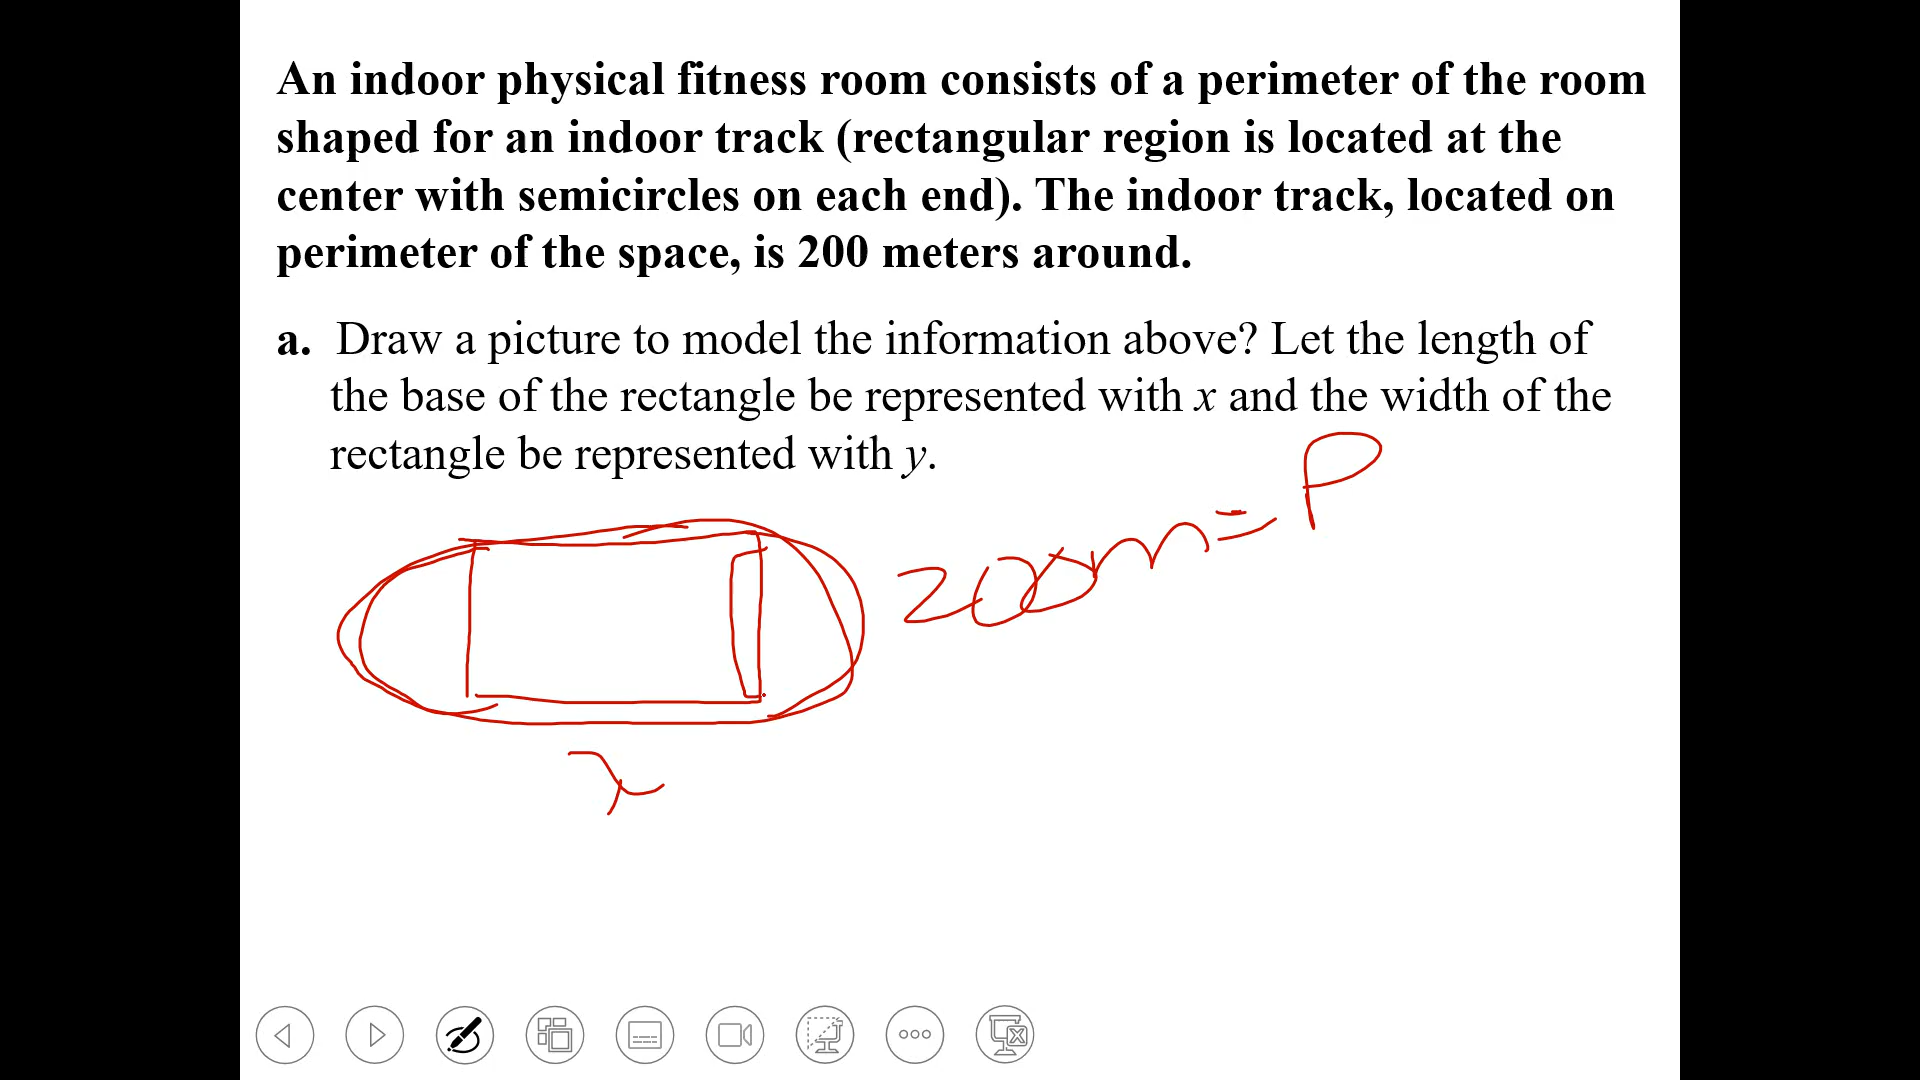 An indoor physical fitness room consists of a perimeter of the room
shaped for an indoor track (rectangular region is located at the
center with semicircles on each end). The indoor track, located on
perimeter of the space, is 200 meters around.
a. Draw a picture to model the information above? Let the length of
the base of the rectangle be represented with x and the width of the
rectangle be represented with y.
200m = P
x